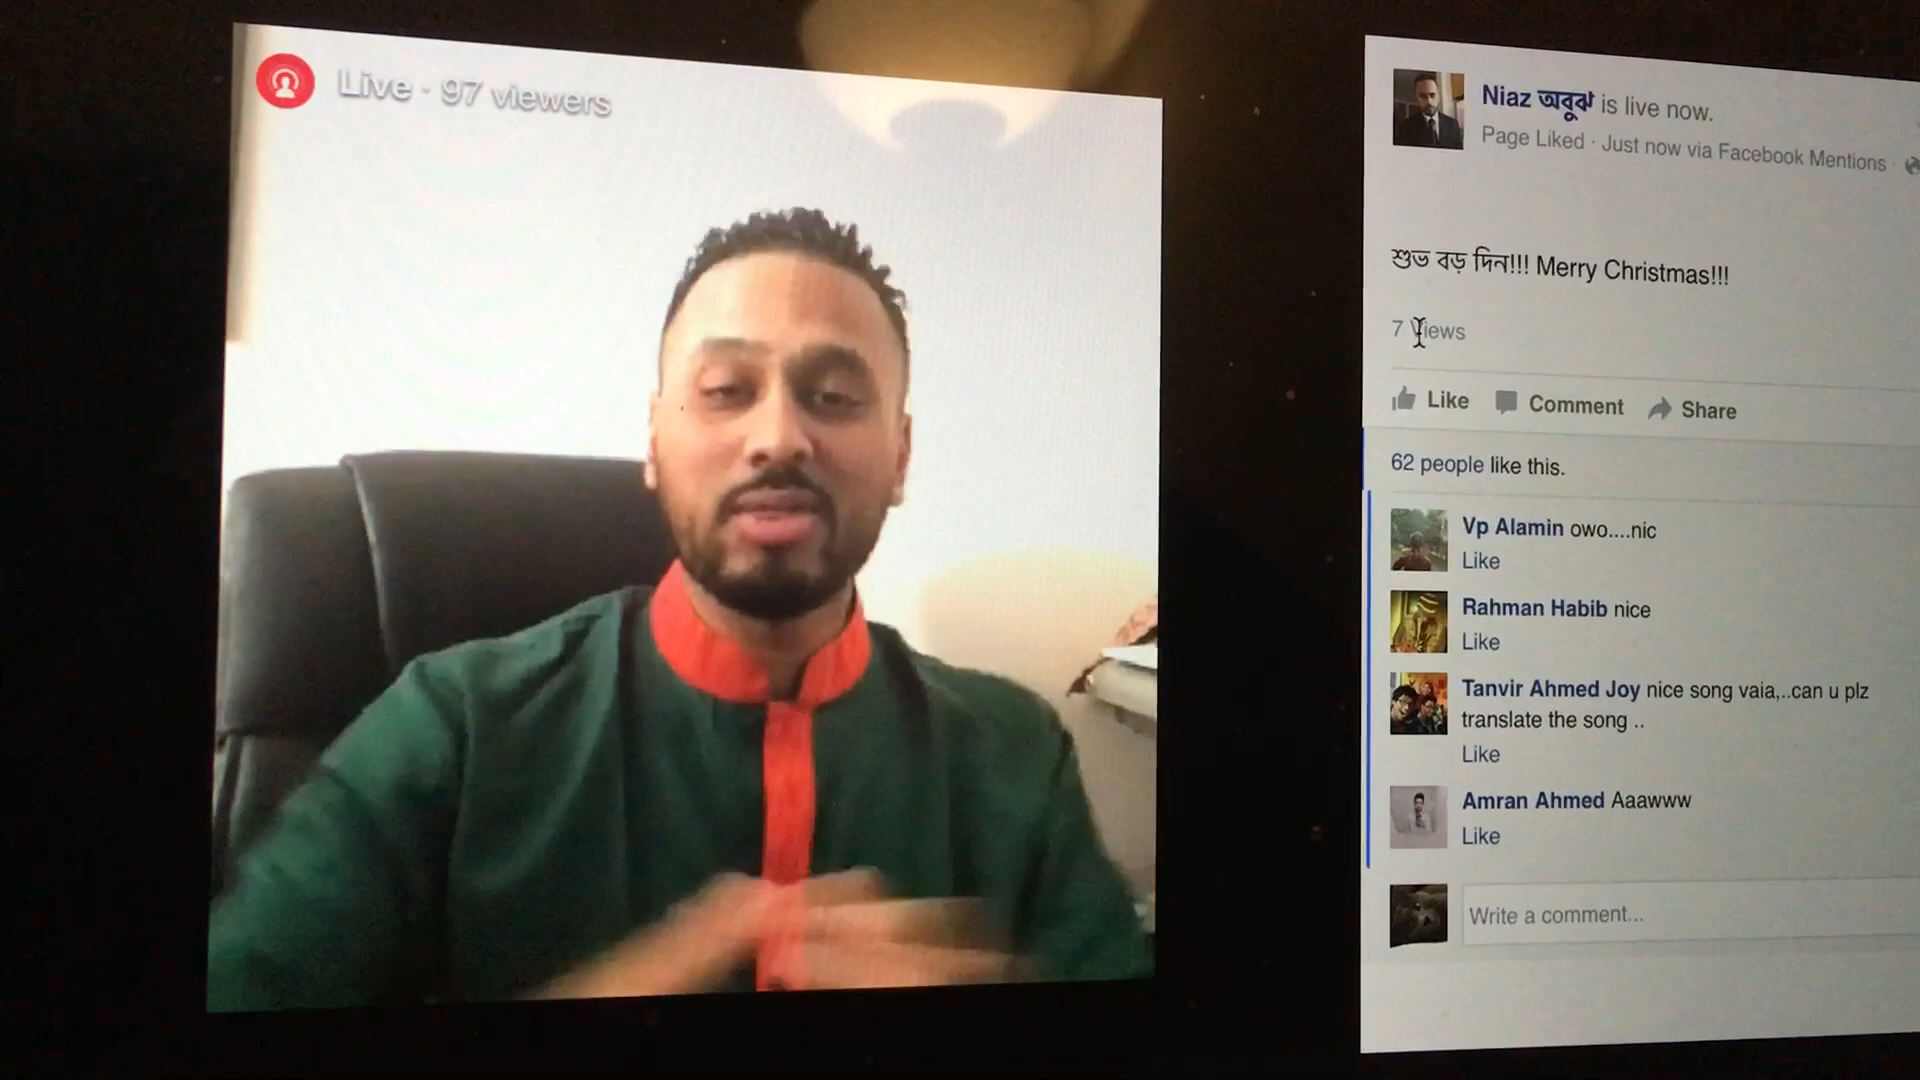 Live · 97 viewers
Niaz অবুঝ is live now.
Page Liked · Just now via Facebook Mentions ·
শুভ বড় দিন!!! Merry Christmas!!!
7 Views
Like Comment Share
62 people like this.
Vp Alamin owo....nic
Like
Rahman Habib nice
Like
Tanvir Ahmed Joy nice song vaia,..can u plz
translate the song ..
Like
Amran Ahmed Aaawww
Like
Write a comment...